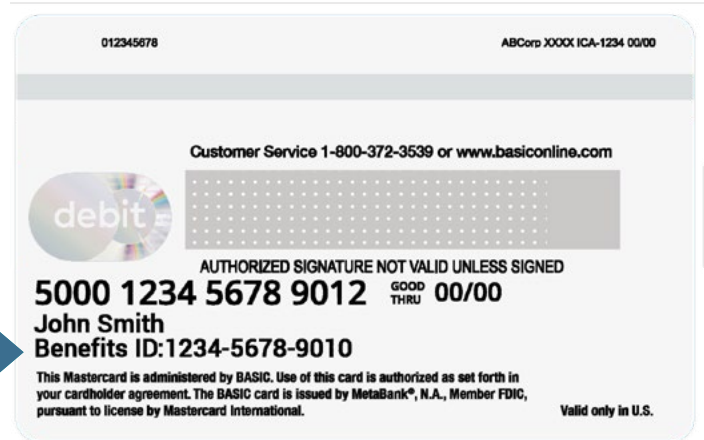 012345678
ABCorp XXXX ICA-1234 00/00
Customer Service 1-800-372-3539 or www.basiconline.com
debit
AUTHORIZED SIGNATURE NOT VALID UNLESS SIGNED
5000 1234 5678 9012 GOOD THRU 00/00
John Smith
Benefits ID:1234-5678-9010
This Mastercard is administered by BASIC. Use of this card is authorized as set forth in
your cardholder agreement. The BASIC card is issued by MetaBank®, N.A., Member FDIC,
pursuant to license by Mastercard International.
Valid only in U.S.